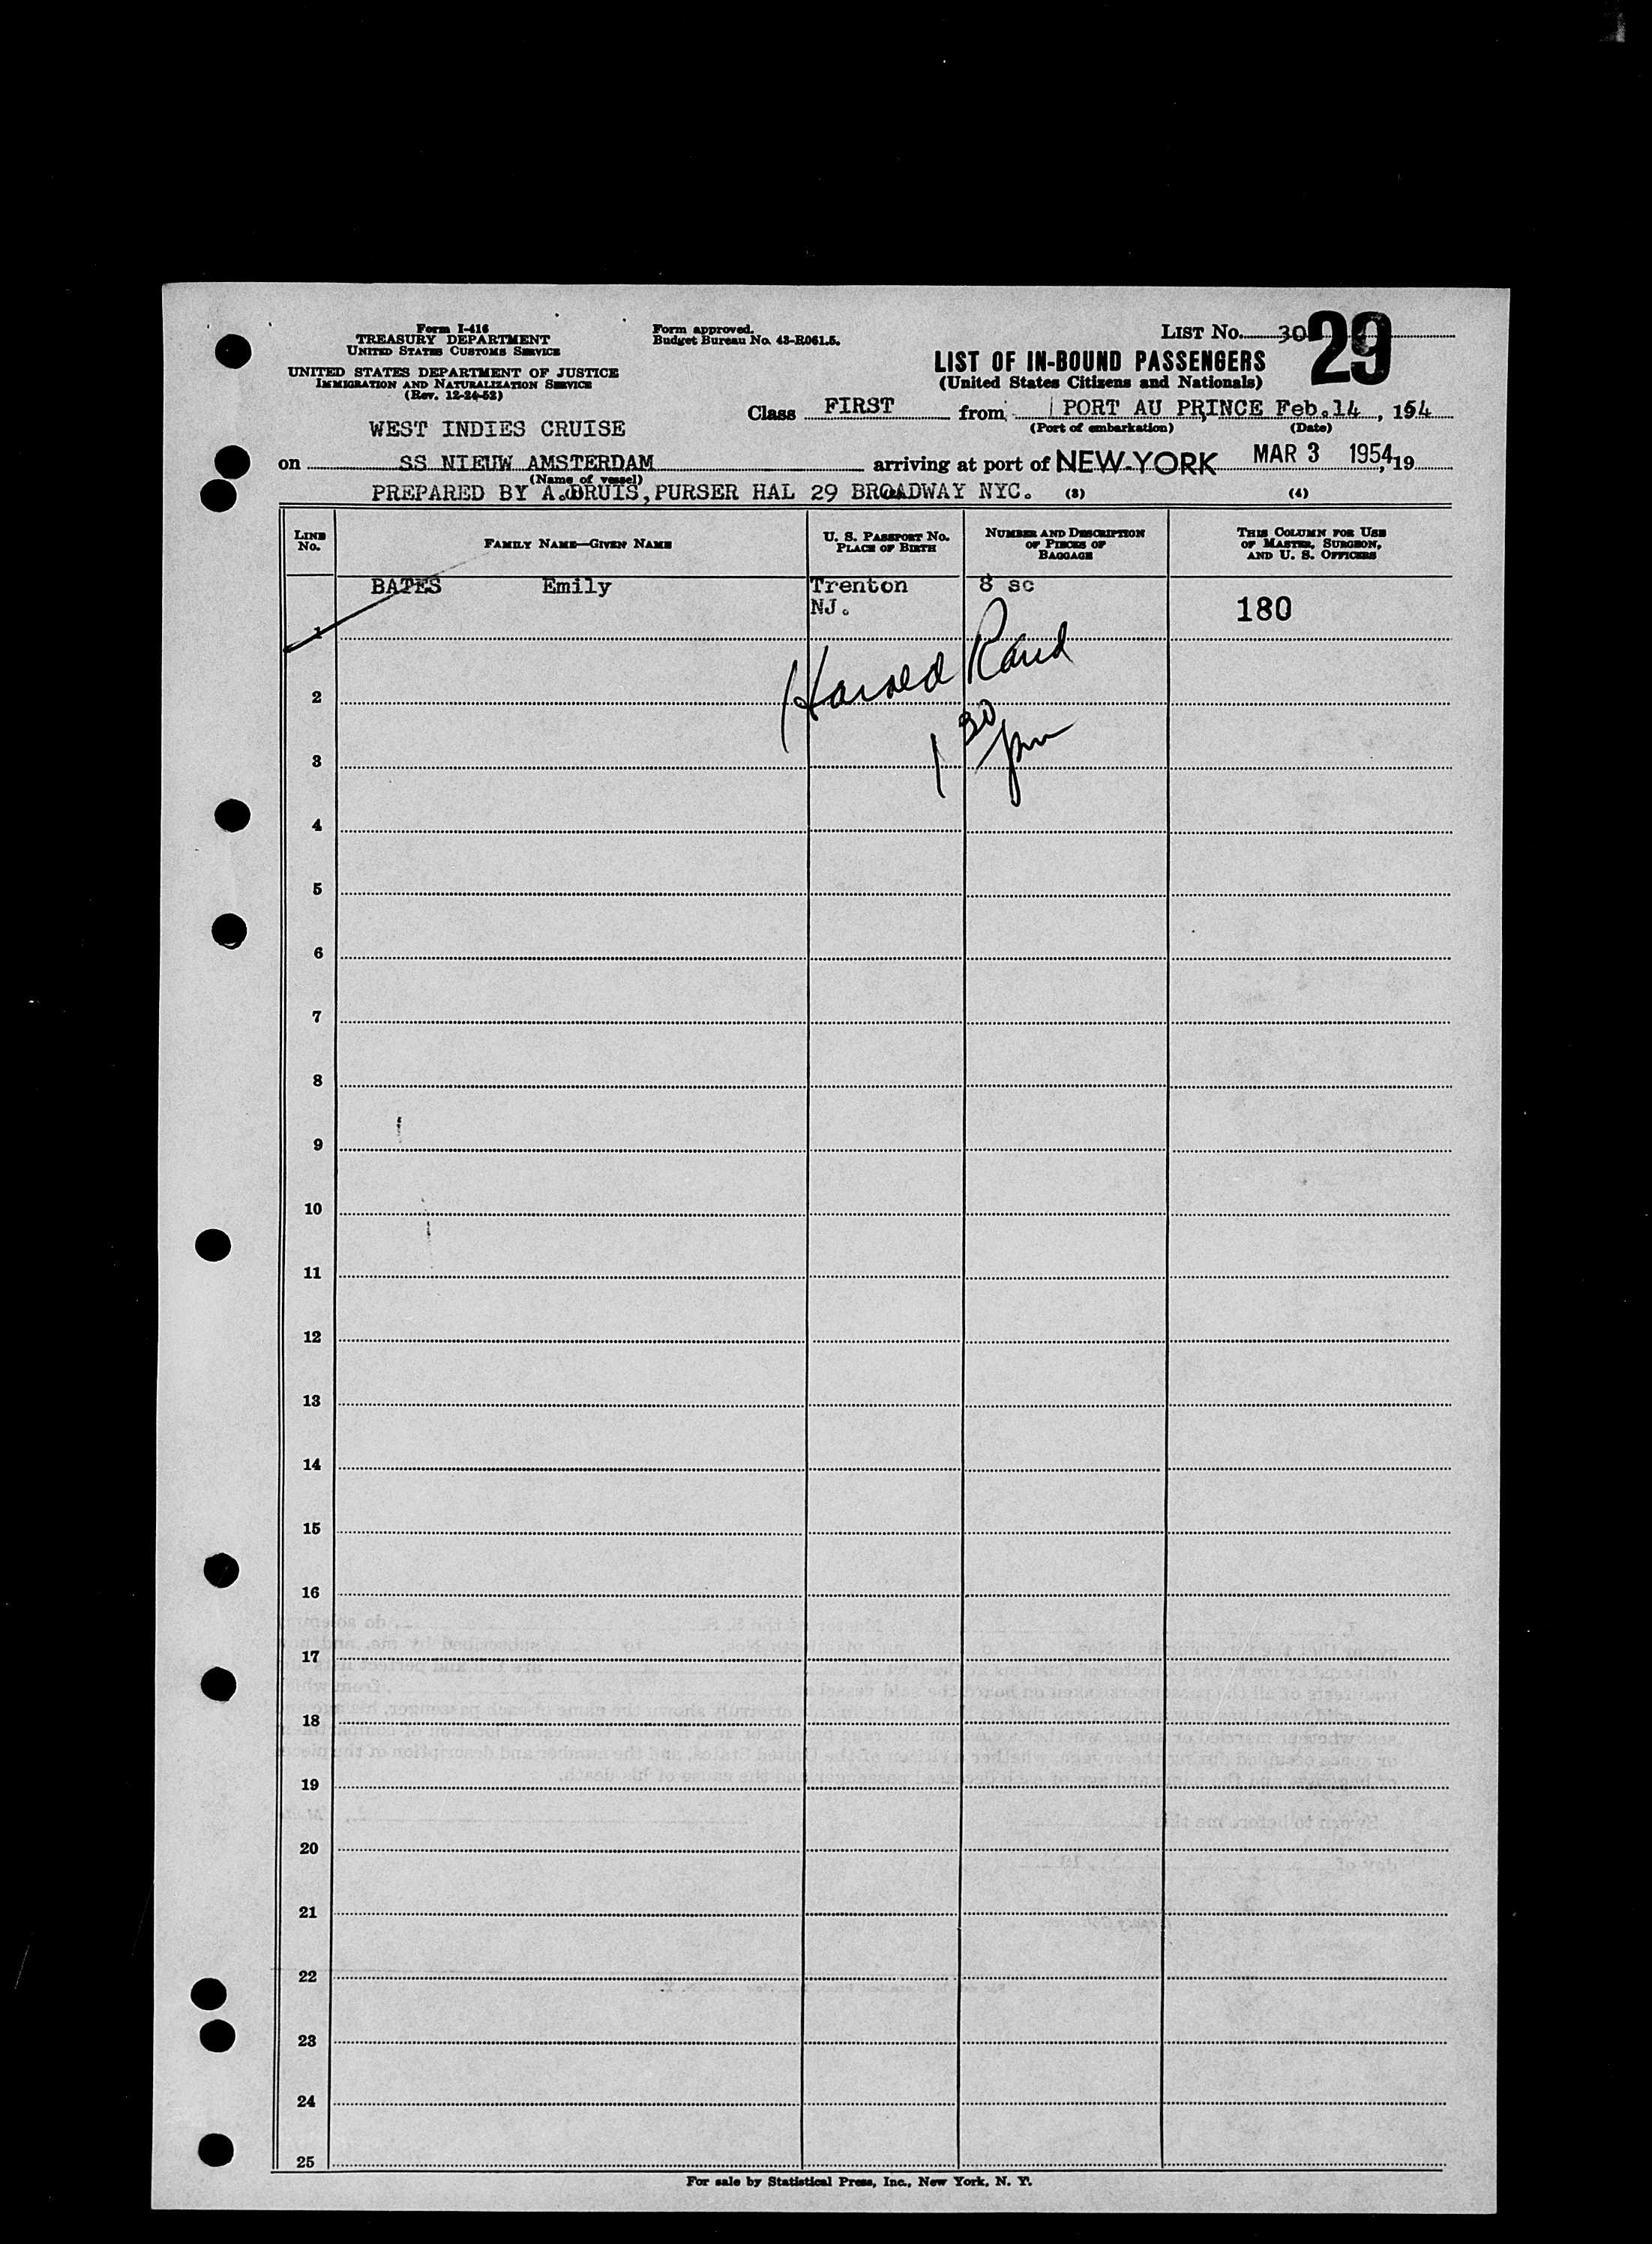 Form I-416
TREASURY DEPARTMENT
UNITED STATES CUSTOMS SERVICE
UNITED STATES DEPARTMENT OF JUSTICE
IMMIGRATION AND NATURALIZATION SERVICE
(Rev. 12-24-52)
Form approved.
Budget Bureau No. 43-R061.5.
LIST No. 30 29
LIST OF IN-BOUND PASSENGERS
(United States Citizens and Nationals)
Class FIRST from PORT AU PRINCE Feb.14, 1954
(Port of embarkation) (Date)
WEST INDIES CRUISE
on SS NIEUW AMSTERDAM arriving at port of NEW-YORK MAR 3 1954, 19
(Name of vessel)
PREPARED BY A. DRUIS, PURSER HAL 29 BROADWAY NYC. (3) (4)
LINE No.
FAMILY NAME—GIVEN NAME
U. S. PASSPORT No. PLACE OF BIRTH
NUMBER AND DESCRIPTION OF PIECES OF BAGGAGE
THIS COLUMN FOR USE OF MASTER, SURGEON, AND U. S. OFFICERS
BATES Emily Trenton 8 sc
NJ. 180
1
Harold Rand
2
1 30 pm
3
4
5
6
7
8
9
10
11
12
13
14
15
16
17
18
19
20
21
22
23
24
25
For sale by Statistical Press, Inc., New York, N. Y.